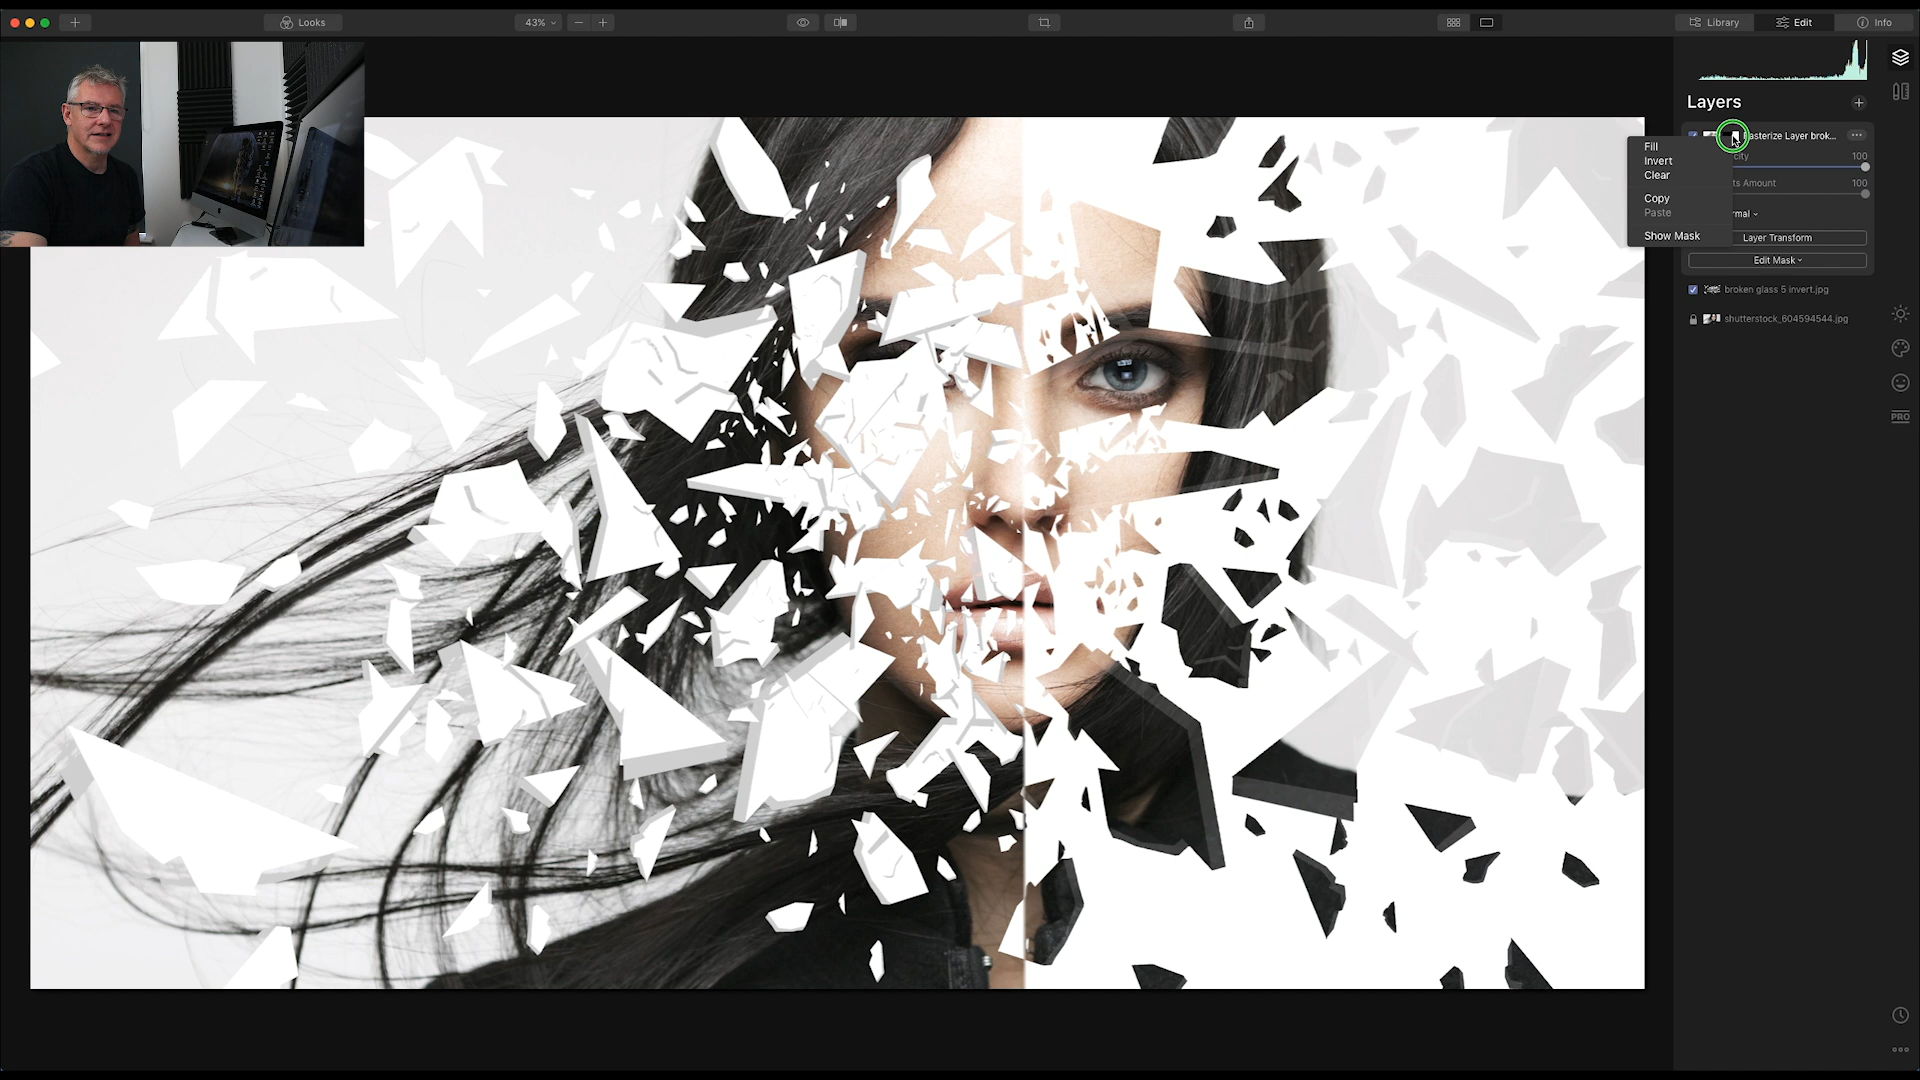 Looks
43%
Library
Edit
Info
Layers
asterize Layer brok...
Fill
Invert
Clear
Copy
Paste
Show Mask
city 100
ts Amount 100
rmal
Layer Transform
Edit Mask
broken glass 5 invert.jpg
shutterstock_604594544.jpg
PRO